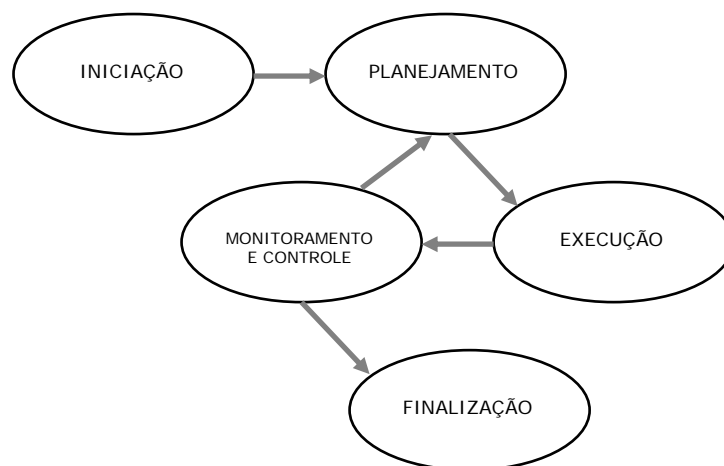 INICIAÇÃO
PLANEJAMENTO
MONITORAMENTO
E CONTROLE
EXECUÇÃO
FINALIZAÇÃO